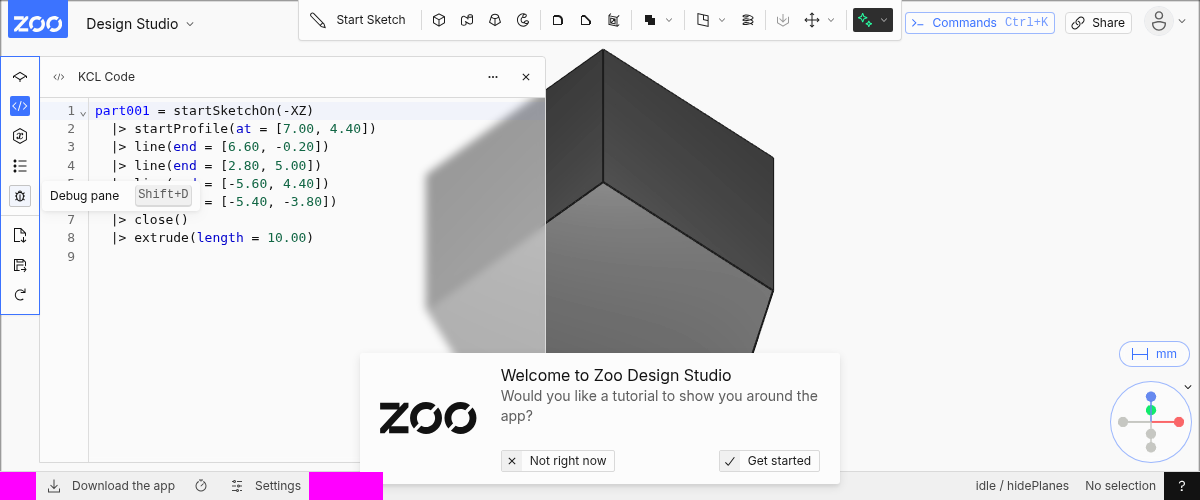 ZOO
Design Studio
Start Sketch
Commands Ctrl+K
Share
KCL Code
1 part001 = startSketchOn(-XZ)
2 |> startProfile(at = [7.00, 4.40])
3 |> line(end = [6.60, -0.20])
4 |> line(end = [2.80, 5.00])
= [-5.60, 4.40])
Debug pane Shift+D
= [-5.40, -3.80])
7 |> close()
8 |> extrude(length = 10.00)
9
mm
ZOO
Welcome to Zoo Design Studio
Would you like a tutorial to show you around the
app?
Not right now
Get started
Download the app
Settings
idle / hidePlanes
No selection
?